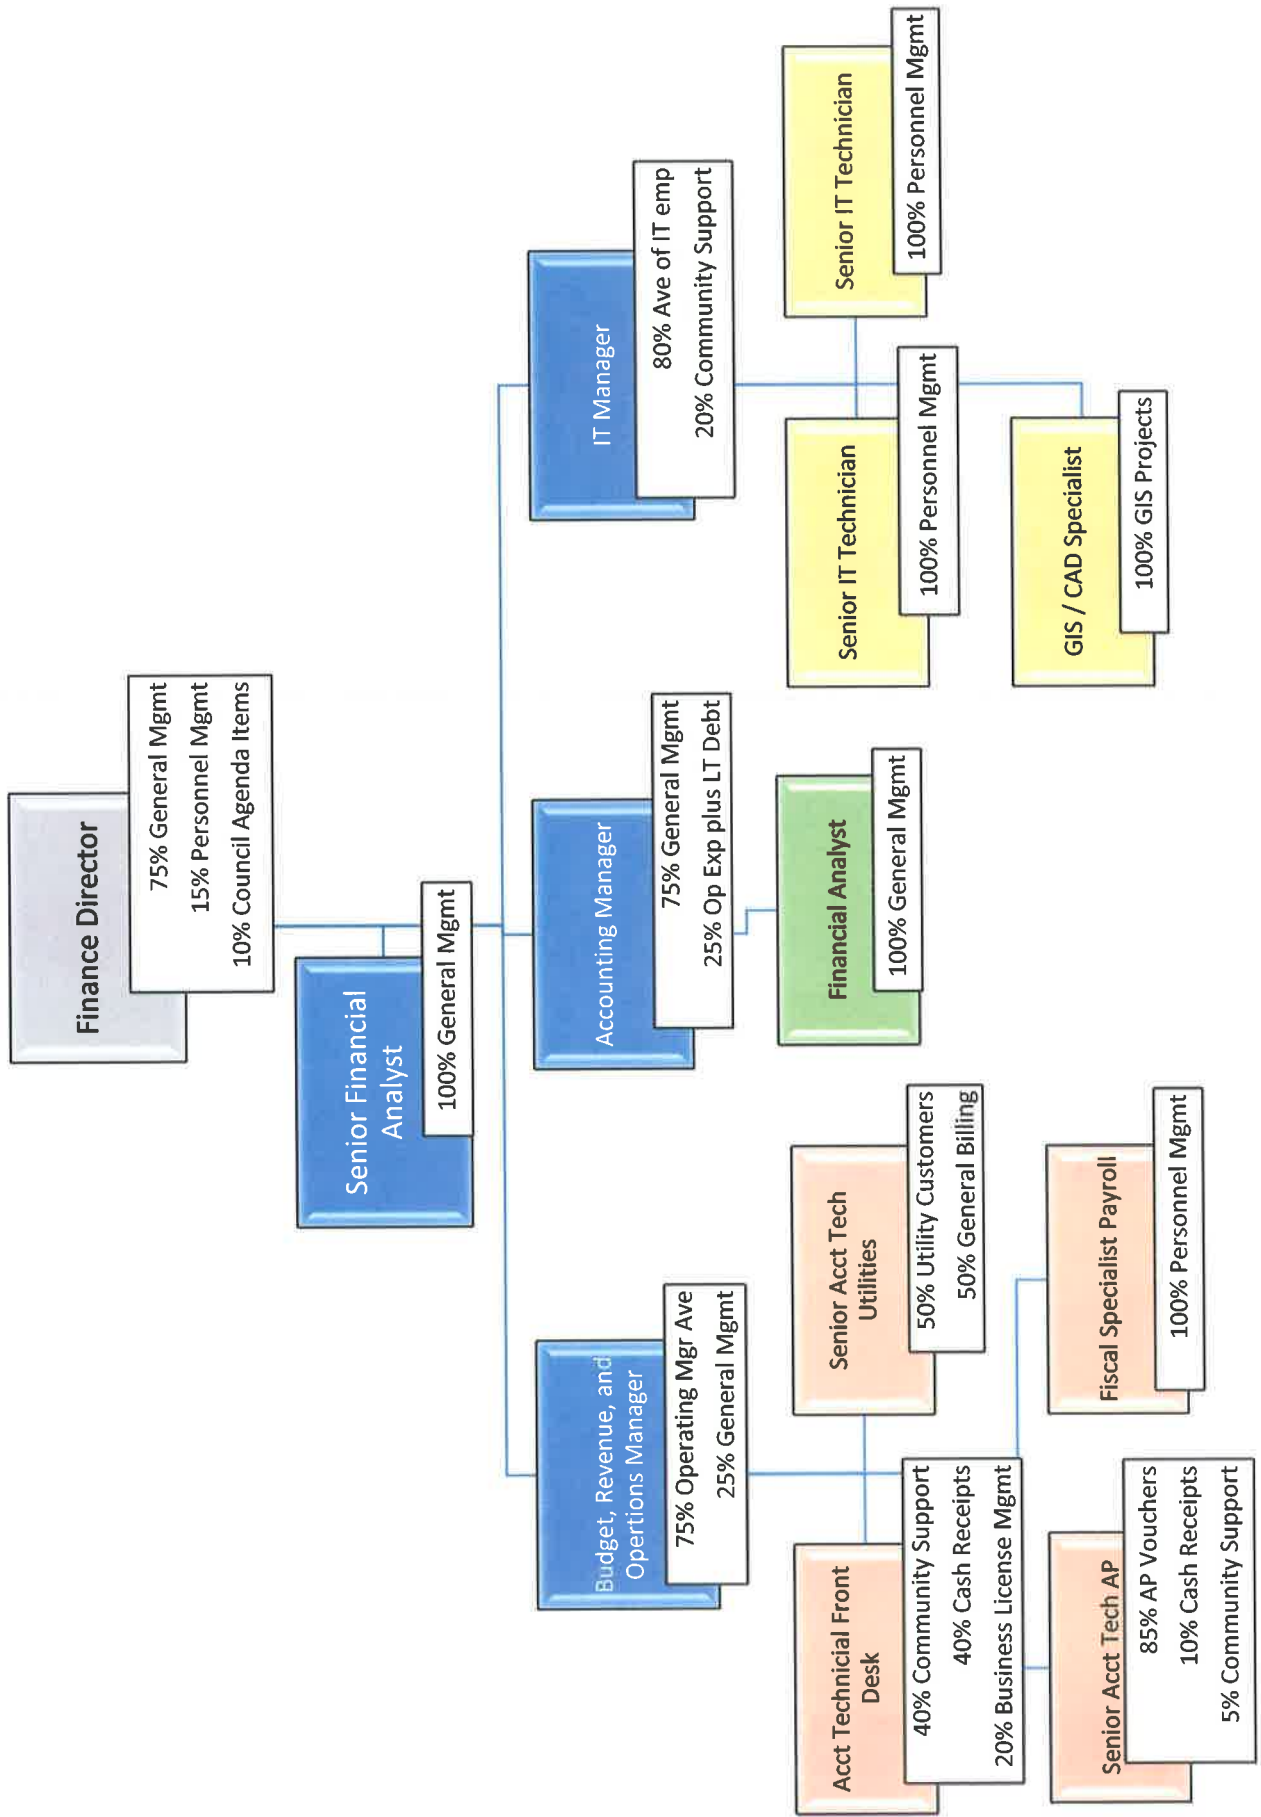 Finance Director
75% General Mgmt
15% Personnel Mgmt
10% Council Agenda Items
Senior Financial
Analyst
100% General Mgmt
Budget, Revenue, and
Opertions Manager
75% Operating Mgr Ave
25% General Mgmt
Accounting Manager
75% General Mgmt
25% Op Exp plus LT Debt
IT Manager
80% Ave of IT emp
20% Community Support
Acct Technicial Front
Desk
40% Community Support
40% Cash Receipts
20% Business License Mgmt
Senior Acct Tech
Utilities
50% Utility Customers
50% General Billing
Senior Acct Tech AP
85% AP Vouchers
10% Cash Receipts
5% Community Support
Fiscal Specialist Payroll
100% Personnel Mgmt
Financial Analyst
100% General Mgmt
Senior IT Technician
100% Personnel Mgmt
Senior IT Technician
100% Personnel Mgmt
GIS / CAD Specialist
100% GIS Projects